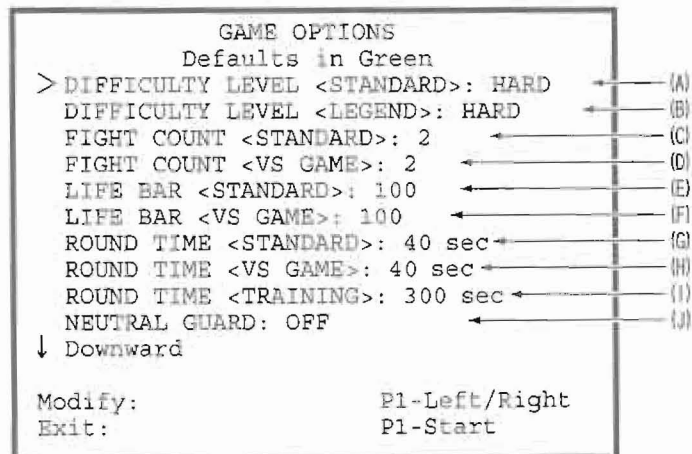 GAME OPTIONS
Defaults in Green
> DIFFICULTY LEVEL <STANDARD>: HARD (A)
DIFFICULTY LEVEL <LEGEND>: HARD (B)
FIGHT COUNT <STANDARD>: 2 (C)
FIGHT COUNT <VS GAME>: 2 (D)
LIFE BAR <STANDARD>: 100 (E)
LIFE BAR <VS GAME>: 100 (F)
ROUND TIME <STANDARD>: 40 sec (G)
ROUND TIME <VS GAME>: 40 sec (H)
ROUND TIME <TRAINING>: 300 sec (I)
NEUTRAL GUARD: OFF (J)
↓ Downward
Modify: P1-Left/Right
Exit: P1-Start